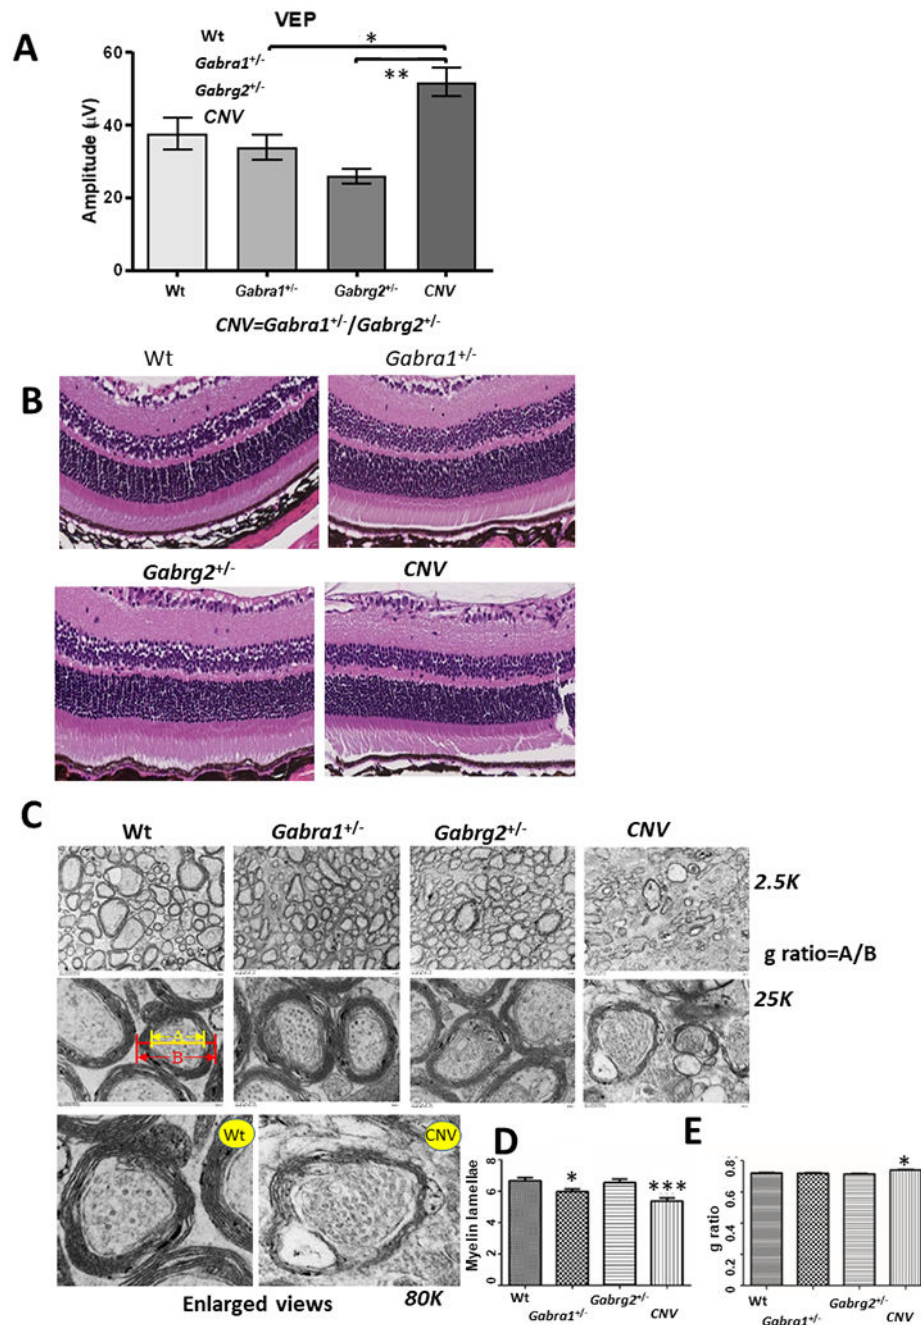 A
VEP
Wt
Gabra1+/-
Gabrg2+/-
CNV
*
**
Amplitude (µV)
60
40
20
0
Wt
Gabra1+/-
Gabrg2+/-
CNV
CNV=Gabra1+/-/Gabrg2+/-
B
Wt
Gabra1+/-
Gabrg2+/-
CNV
C
Wt
Gabra1+/-
Gabrg2+/-
CNV
2.5K
g ratio=A/B
25K
A
B
Wt
CNV
Enlarged views
80K
D
Myelin lamellae
8
6
4
2
0
*
***
Wt
Gabra1+/-
Gabrg2+/-
CNV
E
g ratio
0.8
0.6
0.4
0.2
0
*
Wt
Gabra1+/-
Gabrg2+/-
CNV